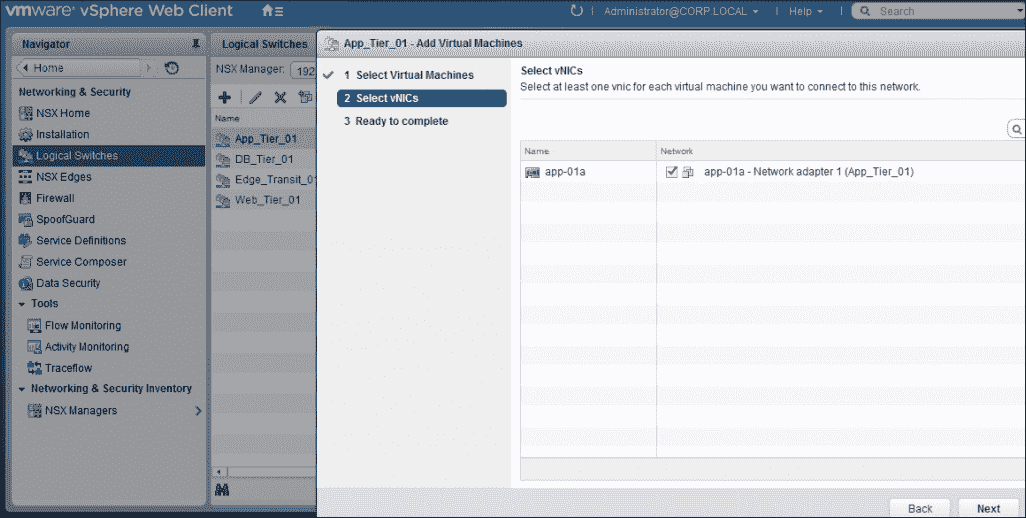 vmware® vSphere Web Client
Administrator@CORP.LOCAL
Help
Search
Navigator
Home
Networking & Security
NSX Home
Installation
Logical Switches
NSX Edges
Firewall
SpoofGuard
Service Definitions
Service Composer
Data Security
Tools
Flow Monitoring
Activity Monitoring
Traceflow
Networking & Security Inventory
NSX Managers
Logical Switches
NSX Manager: 192
Name
App_Tier_01
DB_Tier_01
Edge_Transit_01
Web_Tier_01
App_Tier_01 - Add Virtual Machines
1 Select Virtual Machines
2 Select vNICs
3 Ready to complete
Select vNICs
Select at least one vnic for each virtual machine you want to connect to this network.
Name Network
app-01a app-01a - Network adapter 1 (App_Tier_01)
Back Next